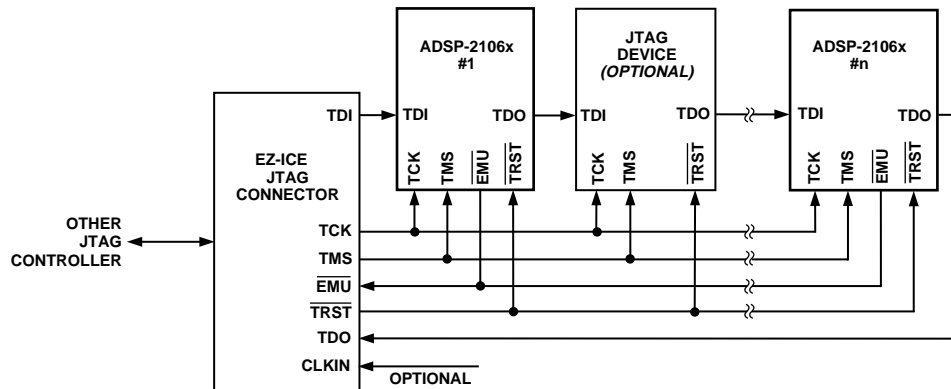 ADSP-2106x
#1
JTAG
DEVICE
(OPTIONAL)
ADSP-2106x
#n
TDI
TDI
TDO
TDI
TDO
TDI
TDO
EZ-ICE
JTAG
CONNECTOR
TCK
TMS
EMU
TRST
TCK
TMS
TRST
TCK
TMS
EMU
TRST
OTHER
JTAG
CONTROLLER
TCK
TMS
EMU
TRST
TDO
CLKIN
OPTIONAL